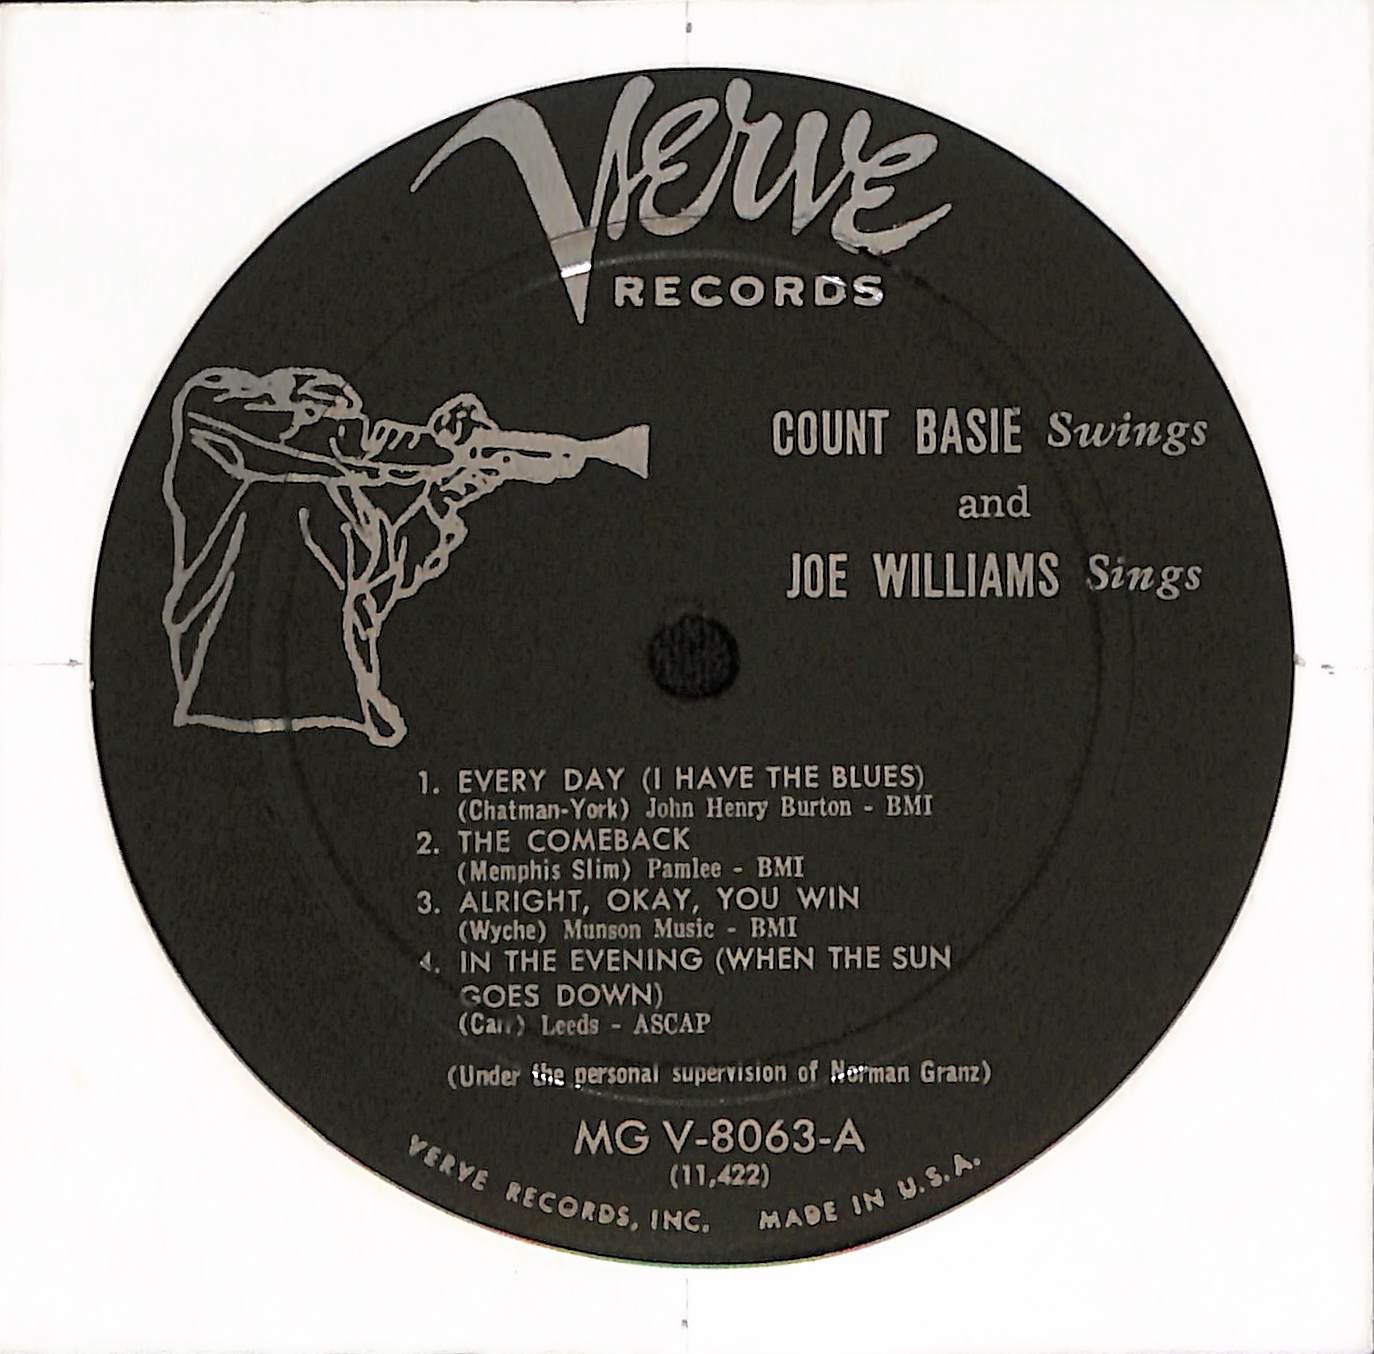 Verve
RECORDS
COUNT BASIE Swings
and
JOE WILLIAMS Sings
1. EVERY DAY (I HAVE THE BLUES)
(Chatman-York) John Henry Burton - BMI
2. THE COMEBACK
(Memphis Slim) Pamlee - BMI
3. ALRIGHT, OKAY, YOU WIN
(Wyche) Munson Music - BMI
4. IN THE EVENING (WHEN THE SUN
GOES DOWN)
(Carr) Leeds - ASCAP
(Under the personal supervision of Norman Granz)
MG V-8063-A
(11,422)
VERVE RECORDS, INC. MADE IN U.S.A.